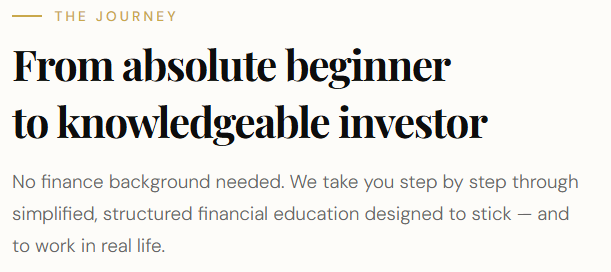 THE JOURNEY
From absolute beginner
to knowledgeable investor
No finance background needed. We take you step by step through
simplified, structured financial education designed to stick — and
to work in real life.